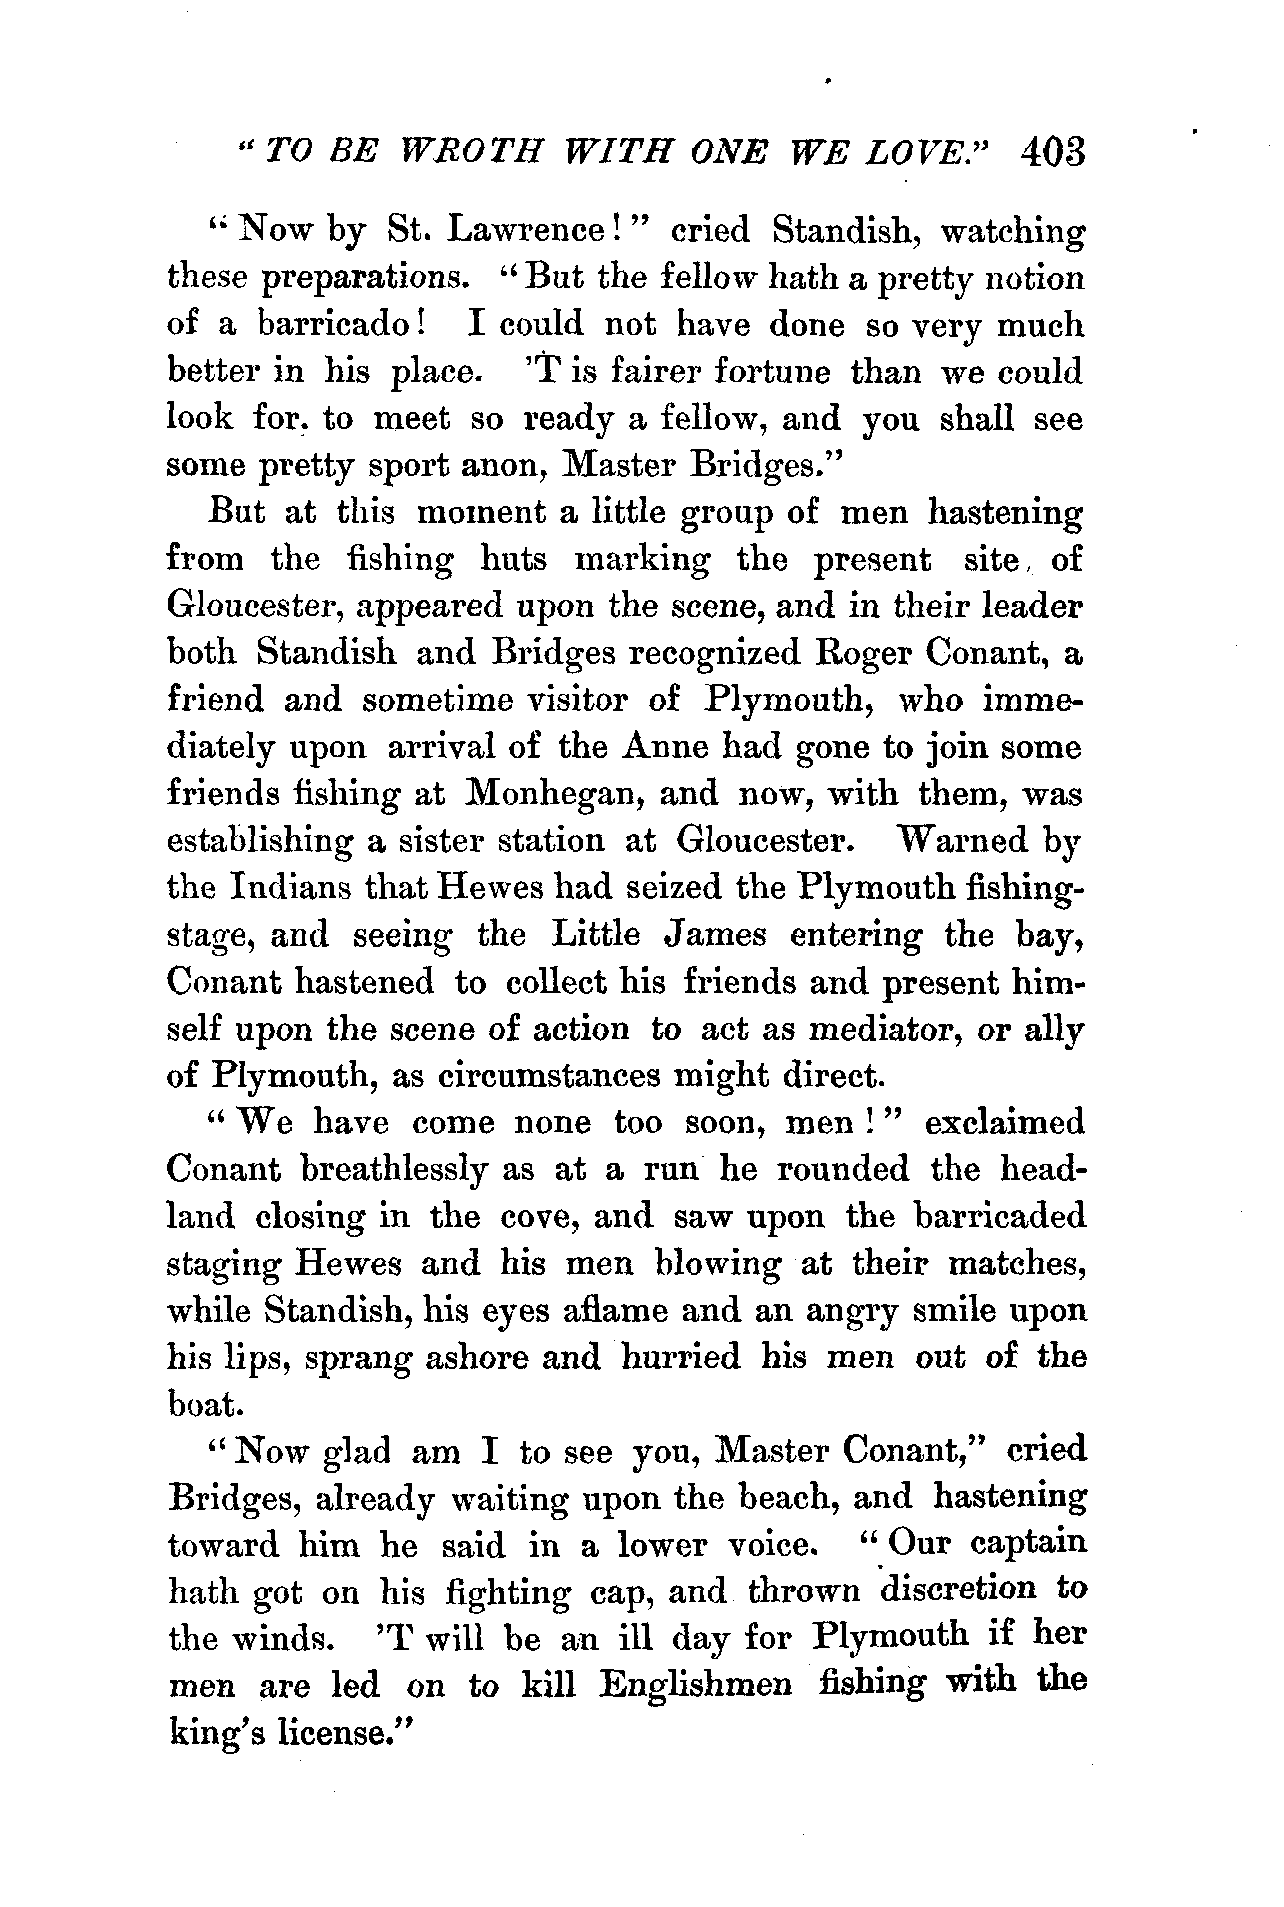 " TO BE WROTH WITH ONE WE LOVE." 403
" Now by St. Lawrence! " cried Standish, watching
these preparations. " But the fellow hath a pretty notion
of a barricado! I could not have done so very much
better in his place. 'T is fairer fortune than we could
look for, to meet so ready a fellow, and you shall see
some pretty sport anon, Master Bridges."
But at this moment a little group of men hastening
from the fishing huts marking the present site, of
Gloucester, appeared upon the scene, and in their leader
both Standish and Bridges recognized Roger Conant, a
friend and sometime visitor of Plymouth, who imme-
diately upon arrival of the Anne had gone to join some
friends fishing at Monhegan, and now, with them, was
establishing a sister station at Gloucester. Warned by
the Indians that Hewes had seized the Plymouth fishing-
stage, and seeing the Little James entering the bay,
Conant hastened to collect his friends and present him-
self upon the scene of action to act as mediator, or ally
of Plymouth, as circumstances might direct.
" We have come none too soon, men ! " exclaimed
Conant breathlessly as at a run he rounded the head-
land closing in the cove, and saw upon the barricaded
staging Hewes and his men blowing at their matches,
while Standish, his eyes aflame and an angry smile upon
his lips, sprang ashore and hurried his men out of the
boat.
" Now glad am I to see you, Master Conant," cried
Bridges, already waiting upon the beach, and hastening
toward him he said in a lower voice. " Our captain
hath got on his fighting cap, and thrown discretion to
the winds. 'T will be an ill day for Plymouth if her
men are led on to kill Englishmen fishing with the
king's license."